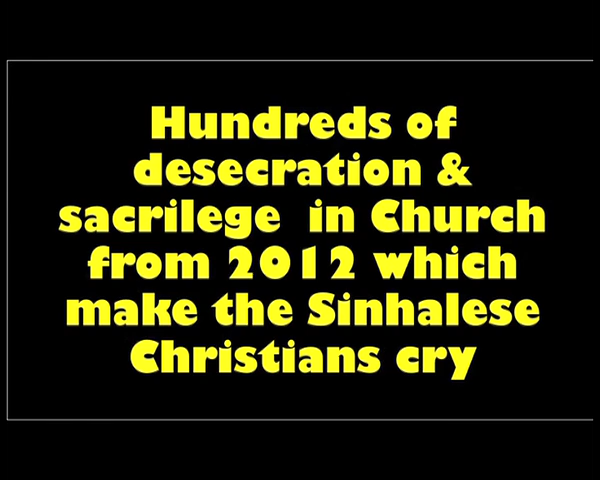 Hundreds of
desecration &
sacrilege in Church
from 2012 which
make the Sinhalese
Christians cry